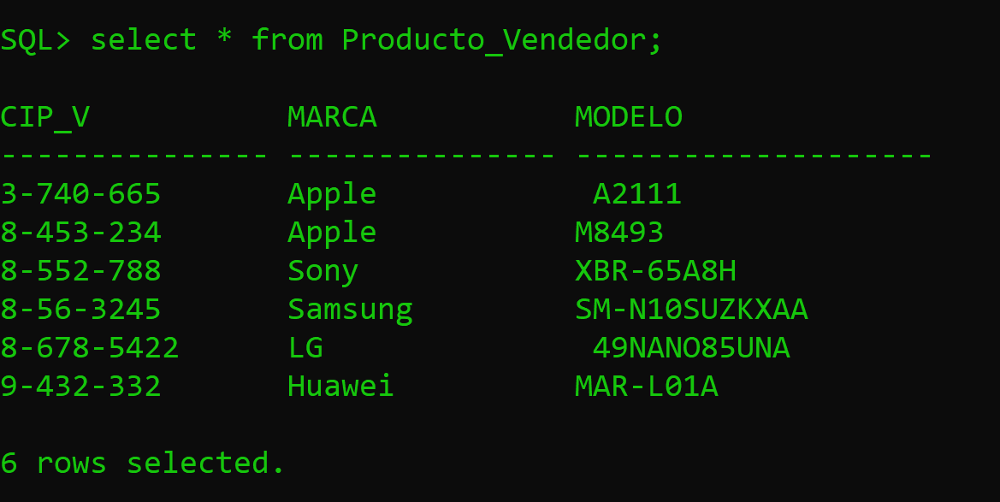 SQL> select * from Producto_Vendedor;
CIP_V           MARCA           MODELO
--------------- --------------- --------------------
3-740-665       Apple            A2111
8-453-234       Apple           M8493
8-552-788       Sony            XBR-65A8H
8-56-3245       Samsung         SM-N10SUZKXAA
8-678-5422      LG               49NANO85UNA
9-432-332       Huawei          MAR-L01A
6 rows selected.